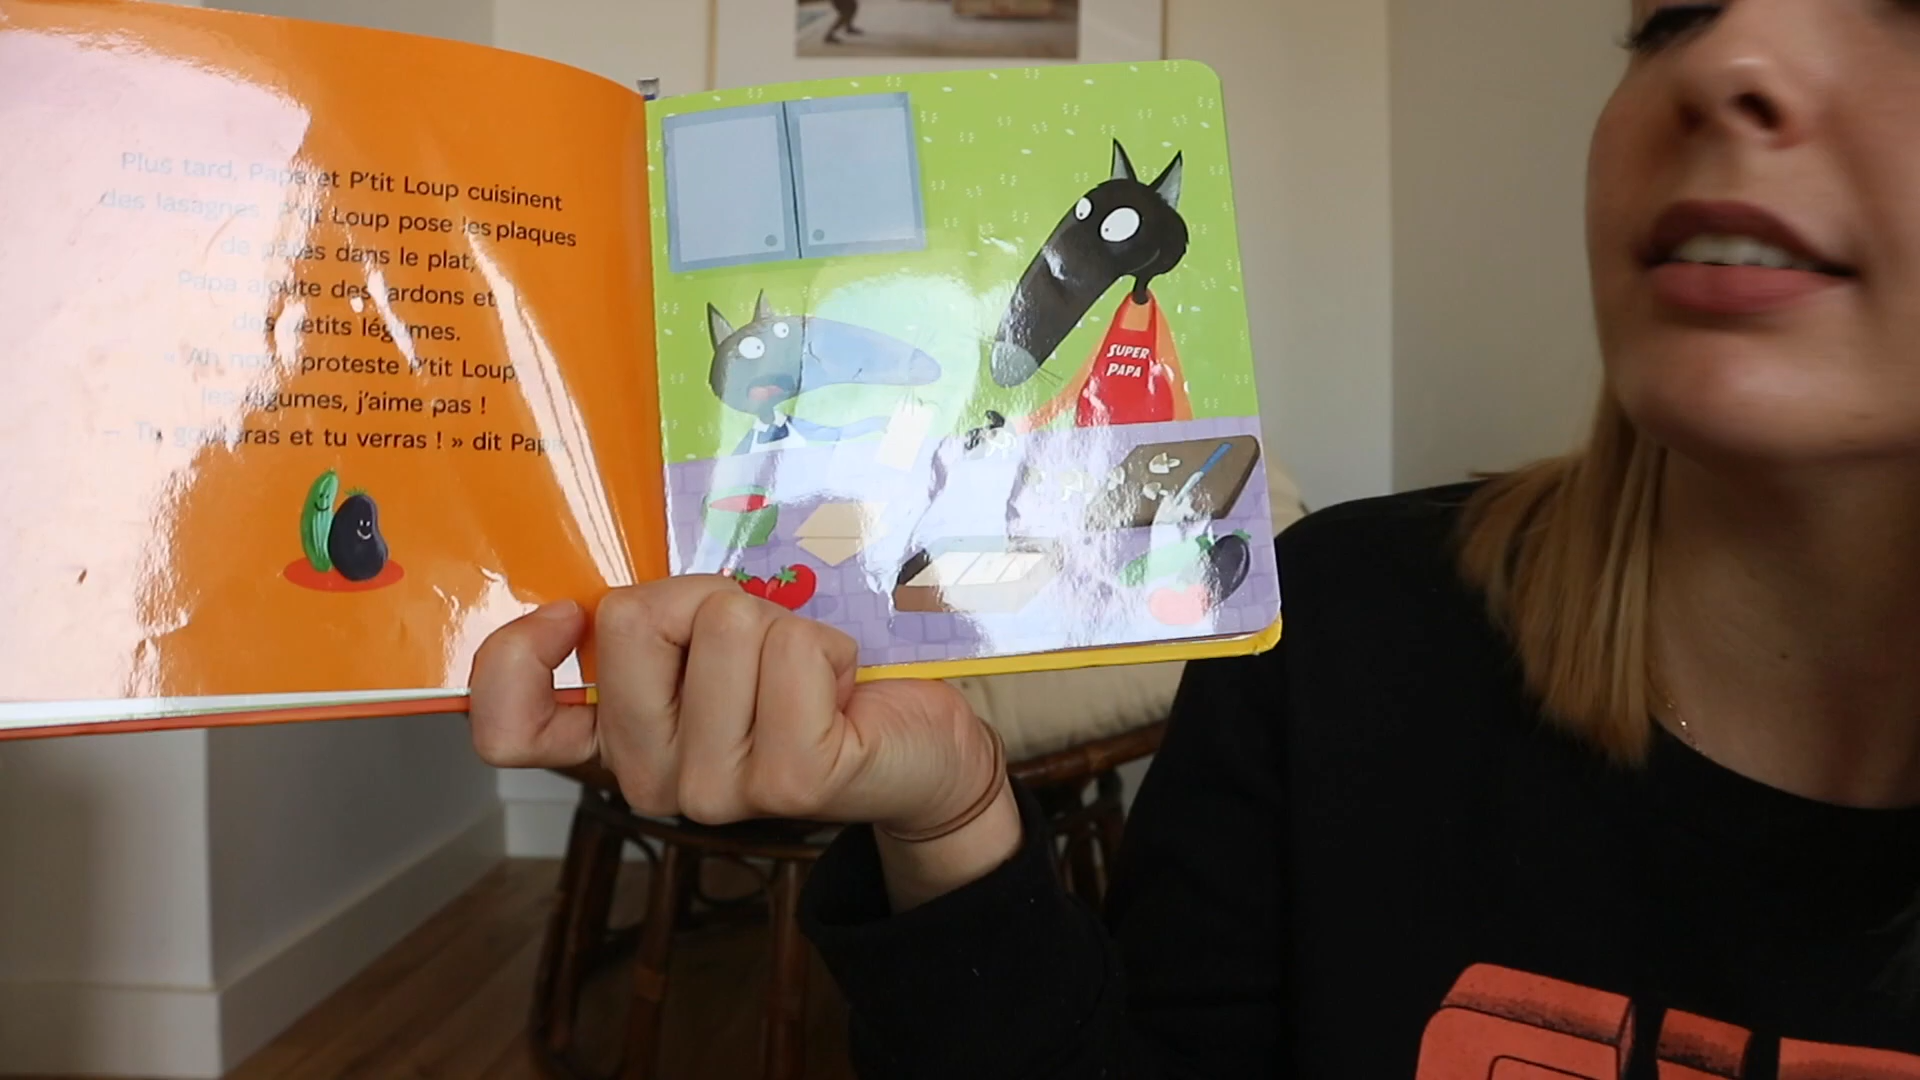 Plus tard, Papa et P'tit Loup cuisinent
des lasagnes. P'tit Loup pose les plaques
de pâtes dans le plat,
Papa ajoute des lardons et
des petits légumes.
« Ah non ! proteste P'tit Loup,
les légumes, j'aime pas !
– Tu goûteras et tu verras ! » dit Papa.
SUPER
PAPA